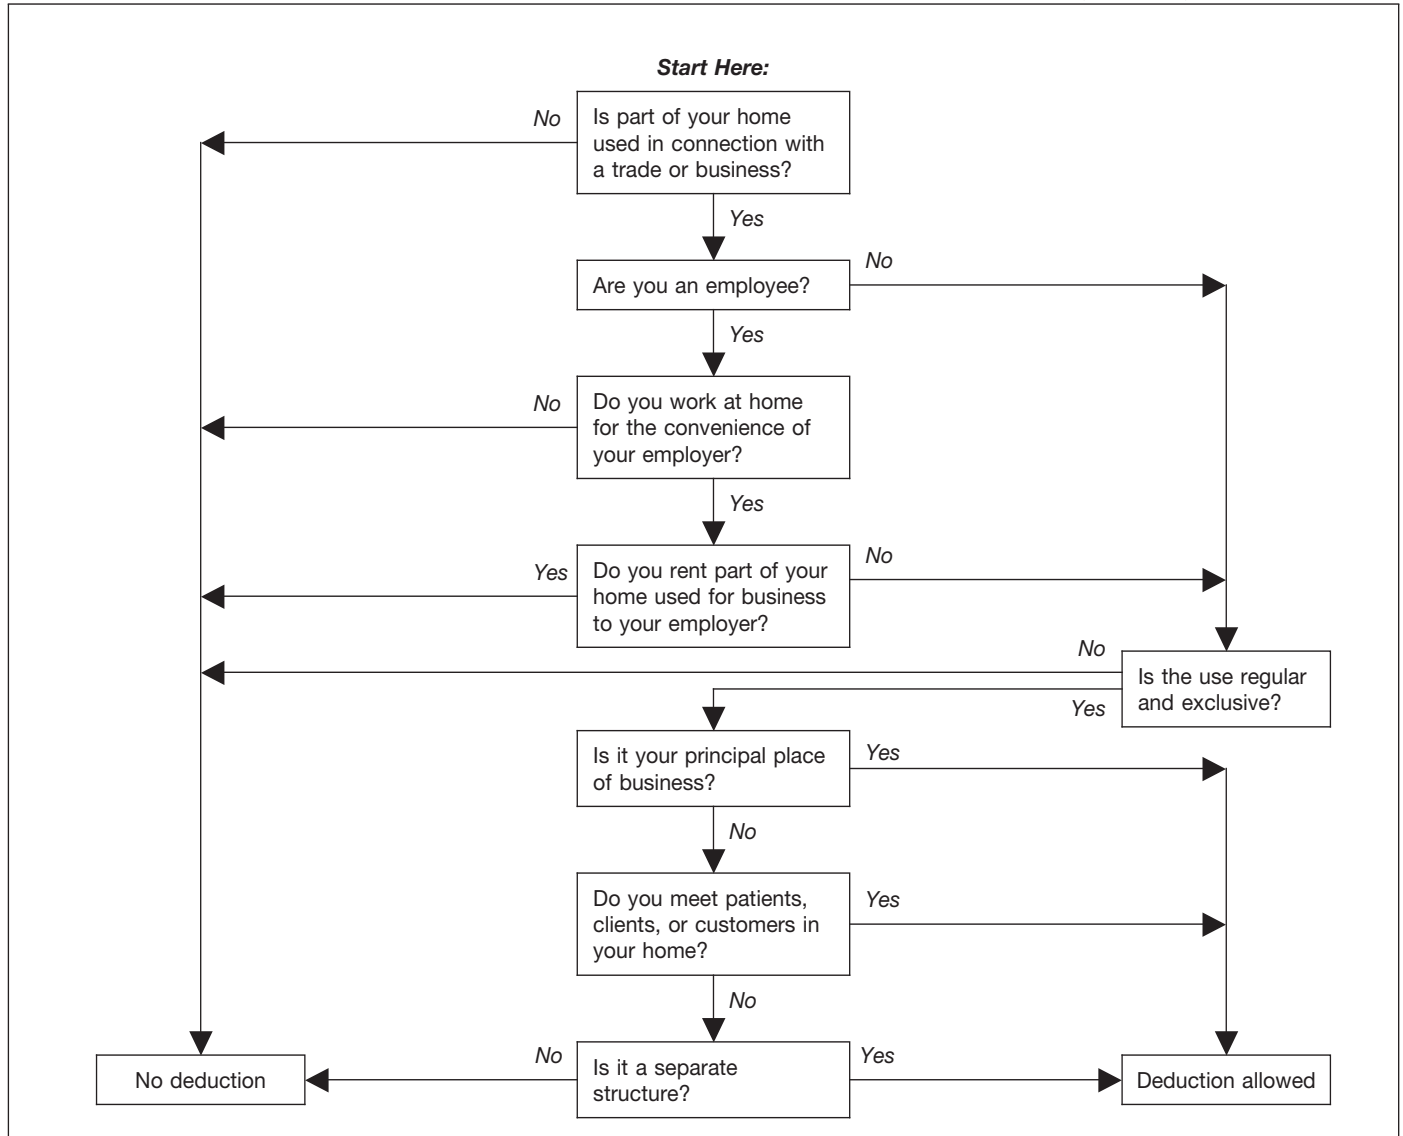 Start Here:
No
Is part of your home
used in connection with
a trade or business?
Yes
Are you an employee?
No
Yes
No
Do you work at home
for the convenience of
your employer?
Yes
Yes
Do you rent part of your
home used for business
to your employer?
No
No
Is the use regular
and exclusive?
Yes
Is it your principal place
of business?
Yes
No
Do you meet patients,
clients, or customers in
your home?
Yes
No
No
Is it a separate
structure?
Yes
No deduction
Deduction allowed